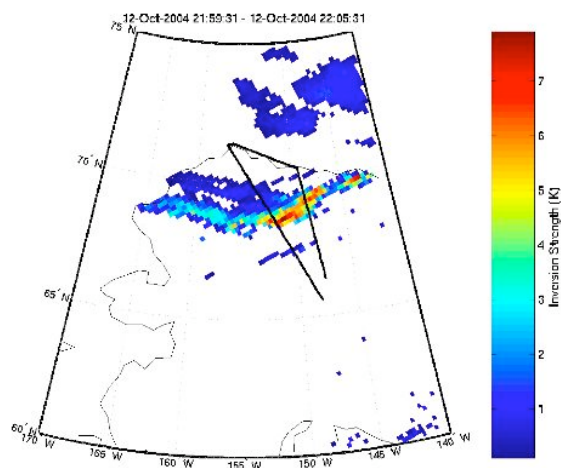 12-Oct-2004 21:59:31 - 12-Oct-2004 22:05:31
75° N
70° N
65° N
60° N
170° W
165° W
160° W
155° W
150° W
145° W
140° W
7
6
5
4
3
2
1
Inversion Strength (K)